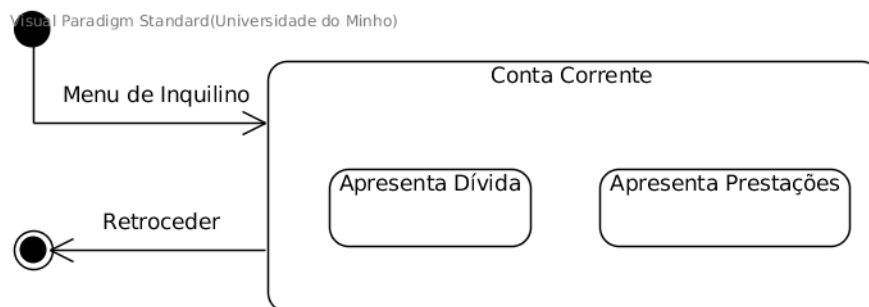 Visual Paradigm Standard(Universidade do Minho)
Conta Corrente
Menu de Inquilino
Apresenta Dívida
Apresenta Prestações
Retroceder